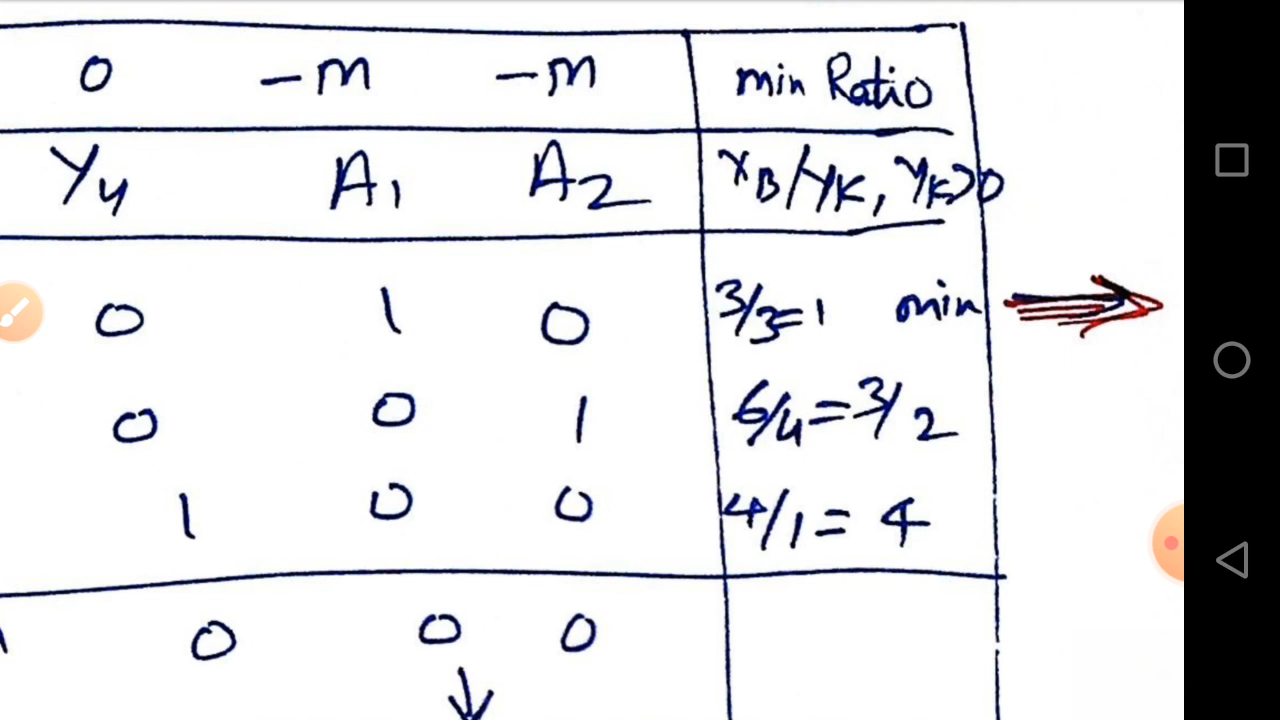 0 -M -M min Ratio
Y4 A1 A2 XB/YK, YK>0
0 1 0 3/3=1 min
0 0 1 6/4=3/2
1 0 0 4/1=4
0 0 0